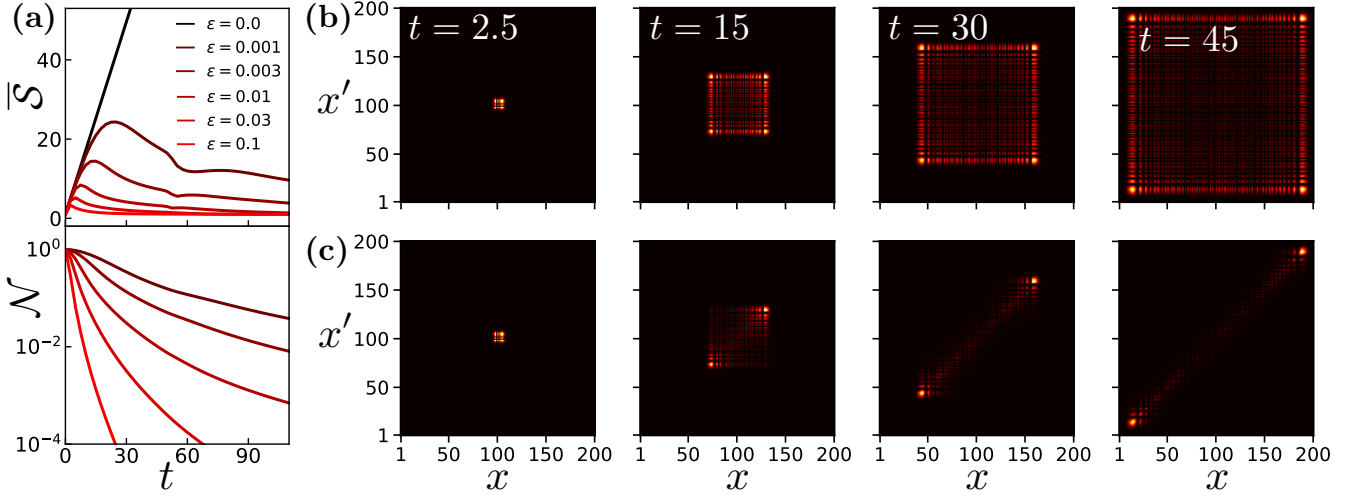 (a)
40
20
0
S̅
ε = 0.0
ε = 0.001
ε = 0.003
ε = 0.01
ε = 0.03
ε = 0.1
10⁰
10⁻²
10⁻⁴
𝒩
0 30 60 90
t
(b)
200
150
100
50
1
x′
t = 2.5
t = 15
t = 30
t = 45
(c)
200
150
100
50
1
x′
1 50 100 150 200
x
1 50 100 150 200
x
1 50 100 150 200
x
1 50 100 150 200
x